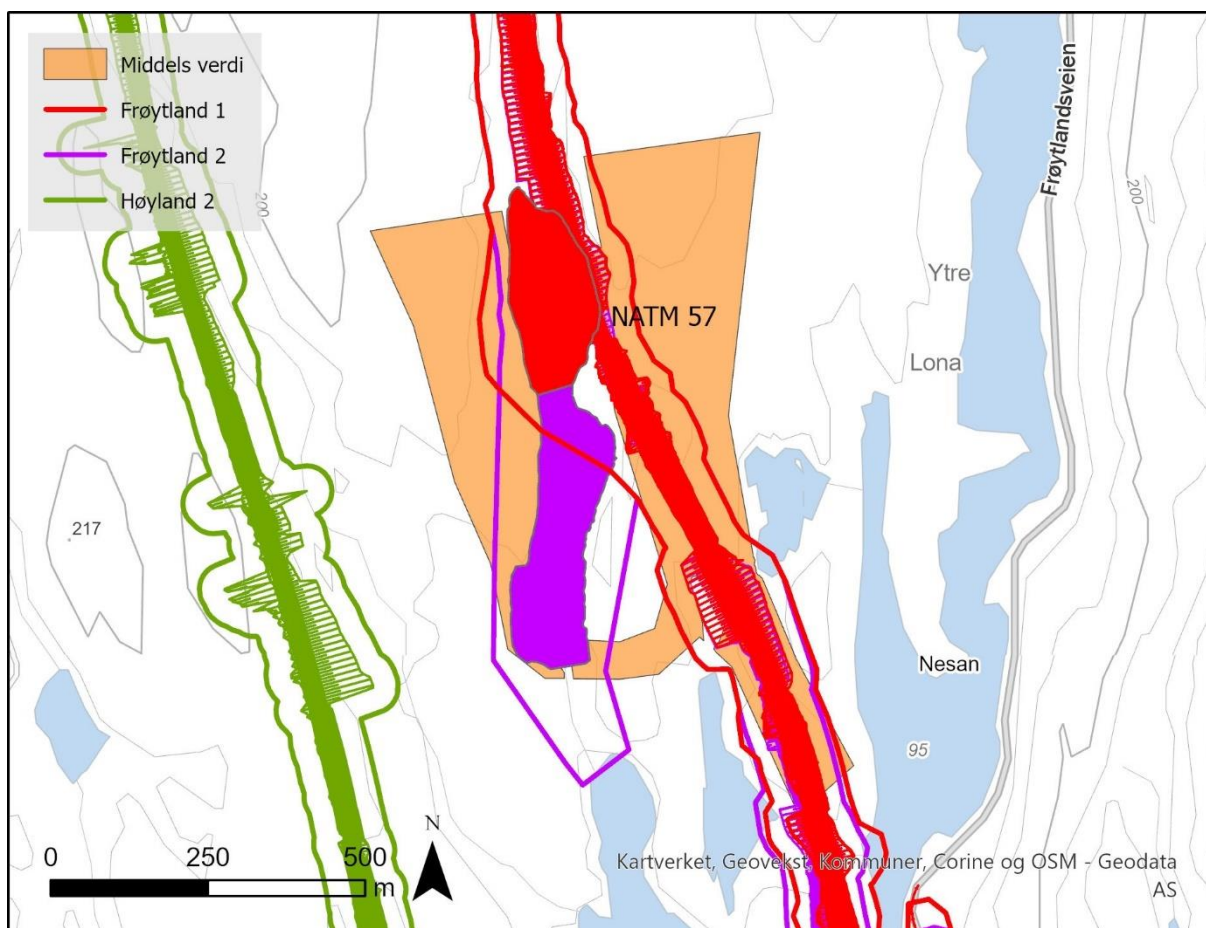 Middels verdi
Frøytland 1
Frøytland 2
Høyland 2
200
Frøytlandsveien
200
Ytre
NATM 57
Lona
217
Nesan
95
N
0 250 500
m
Kartverket, Geovekst, Kommuner, Corine og OSM - Geodata
AS